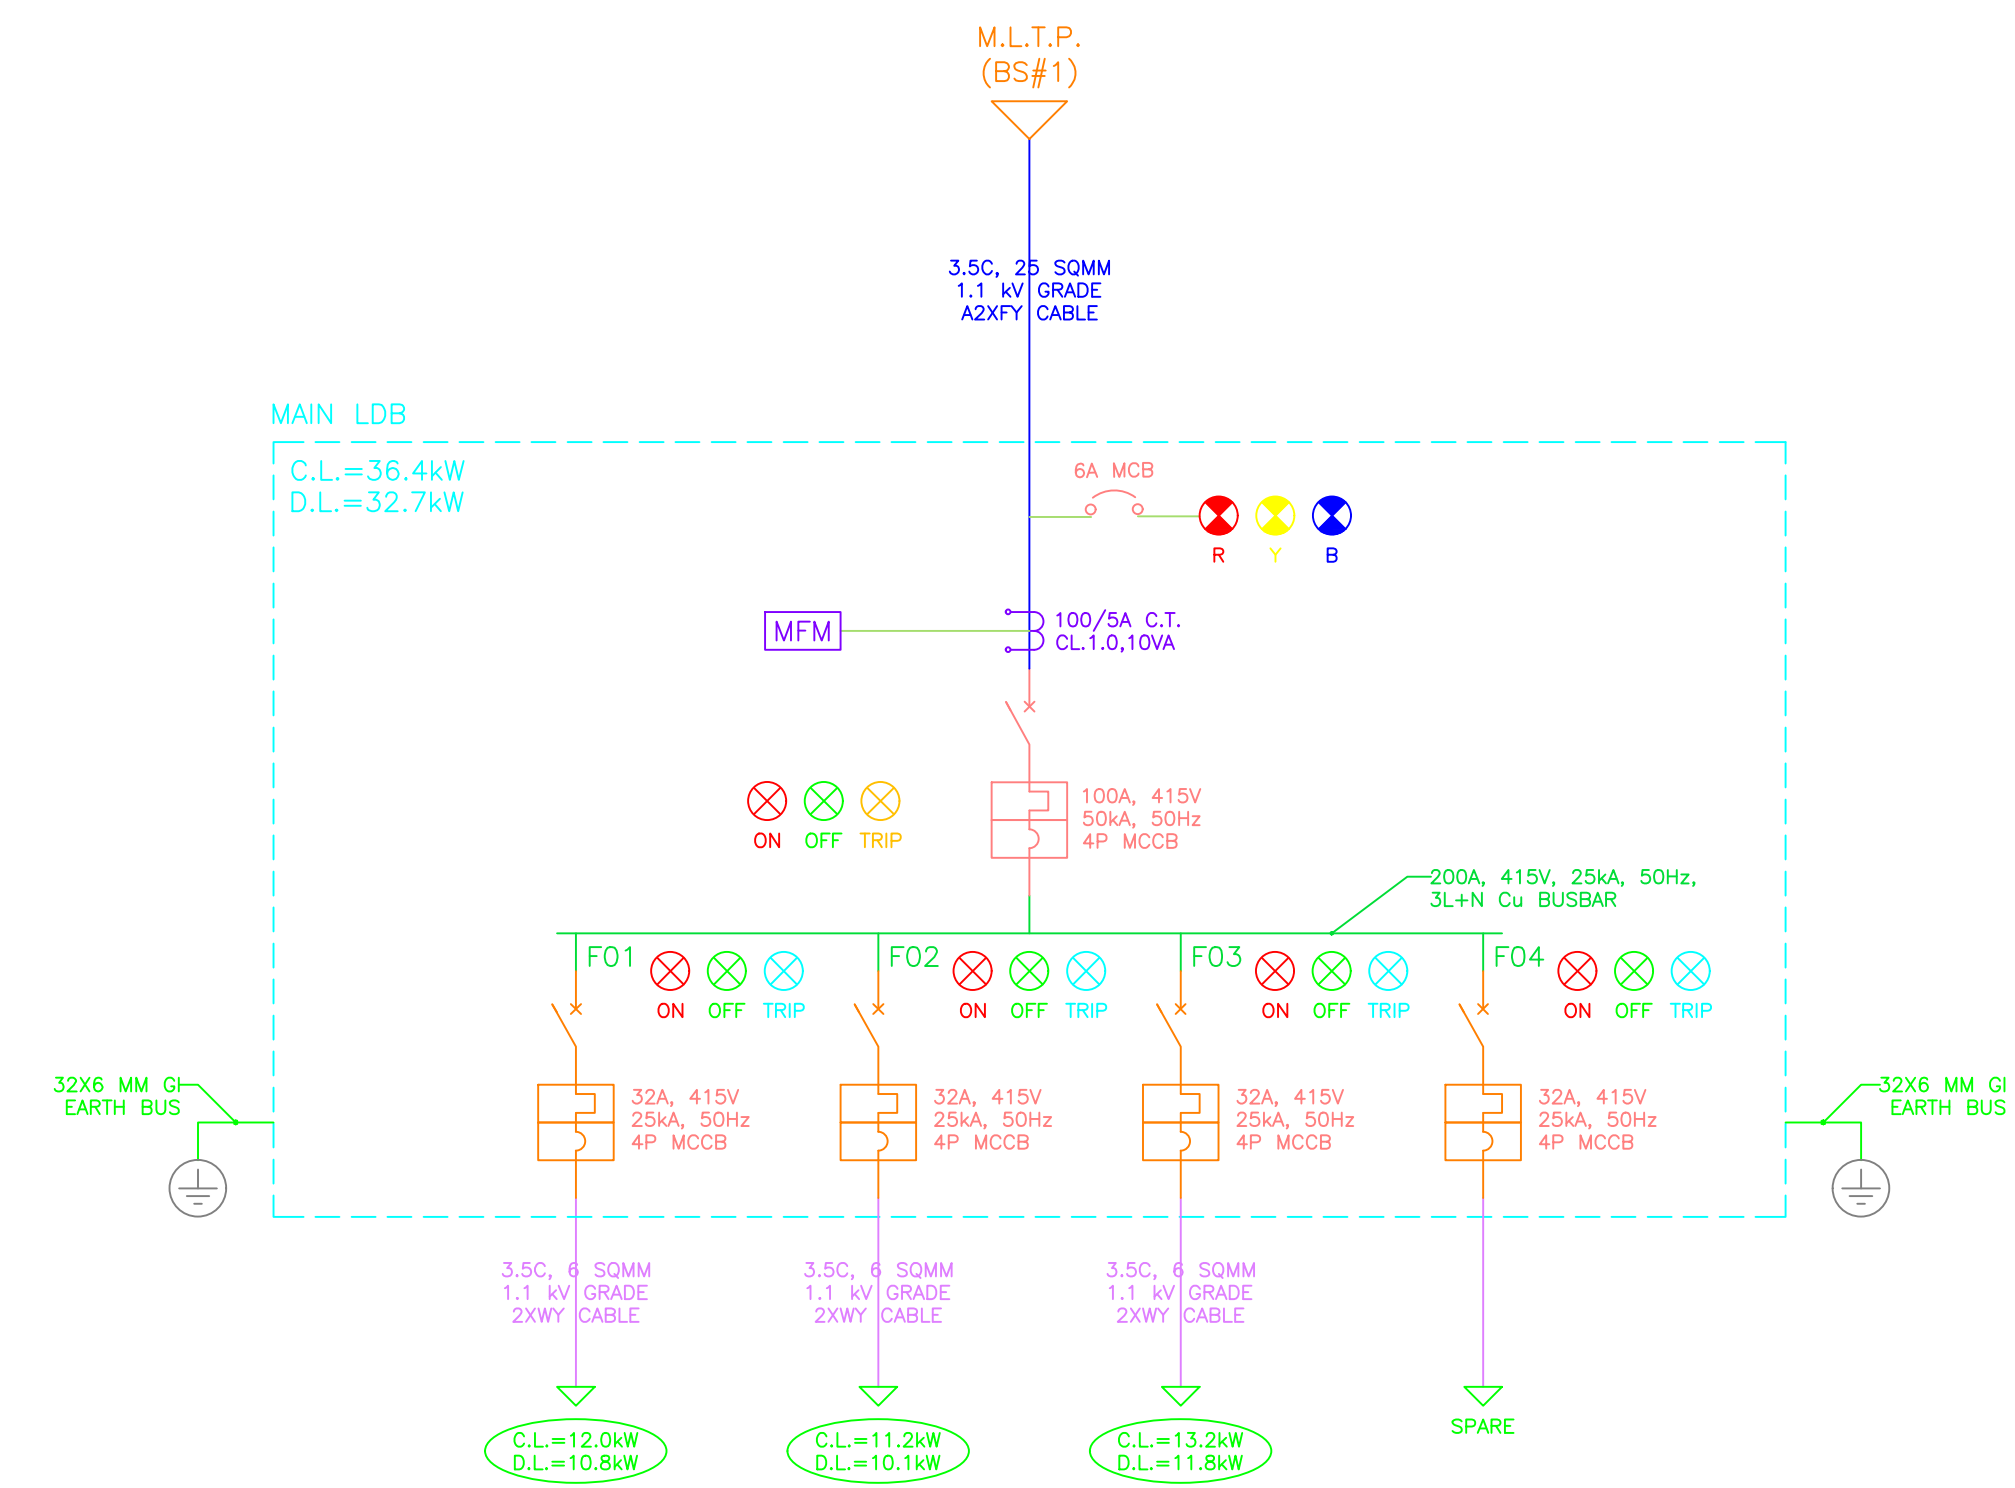 M.L.T.P.
(BS#1)
3.5C, 25 SQMM
1.1 kV GRADE
A2XFY CABLE
MAIN LDB
C.L.=36.4kW
D.L.=32.7kW
6A MCB
R
Y
B
MFM
100/5A C.T.
CL.1.0,10VA
ON
OFF
TRIP
100A, 415V
50kA, 50Hz
4P MCCB
200A, 415V, 25kA, 50Hz,
3L+N Cu BUSBAR
F01
ON
OFF
TRIP
F02
ON
OFF
TRIP
F03
ON
OFF
TRIP
F04
ON
OFF
TRIP
32X6 MM GI
EARTH BUS
32A, 415V
25kA, 50Hz
4P MCCB
32A, 415V
25kA, 50Hz
4P MCCB
32A, 415V
25kA, 50Hz
4P MCCB
32A, 415V
25kA, 50Hz
4P MCCB
32X6 MM GI
EARTH BUS
3.5C, 6 SQMM
1.1 kV GRADE
2XWY CABLE
3.5C, 6 SQMM
1.1 kV GRADE
2XWY CABLE
3.5C, 6 SQMM
1.1 kV GRADE
2XWY CABLE
C.L.=12.0kW
D.L.=10.8kW
C.L.=11.2kW
D.L.=10.1kW
C.L.=13.2kW
D.L.=11.8kW
SPARE